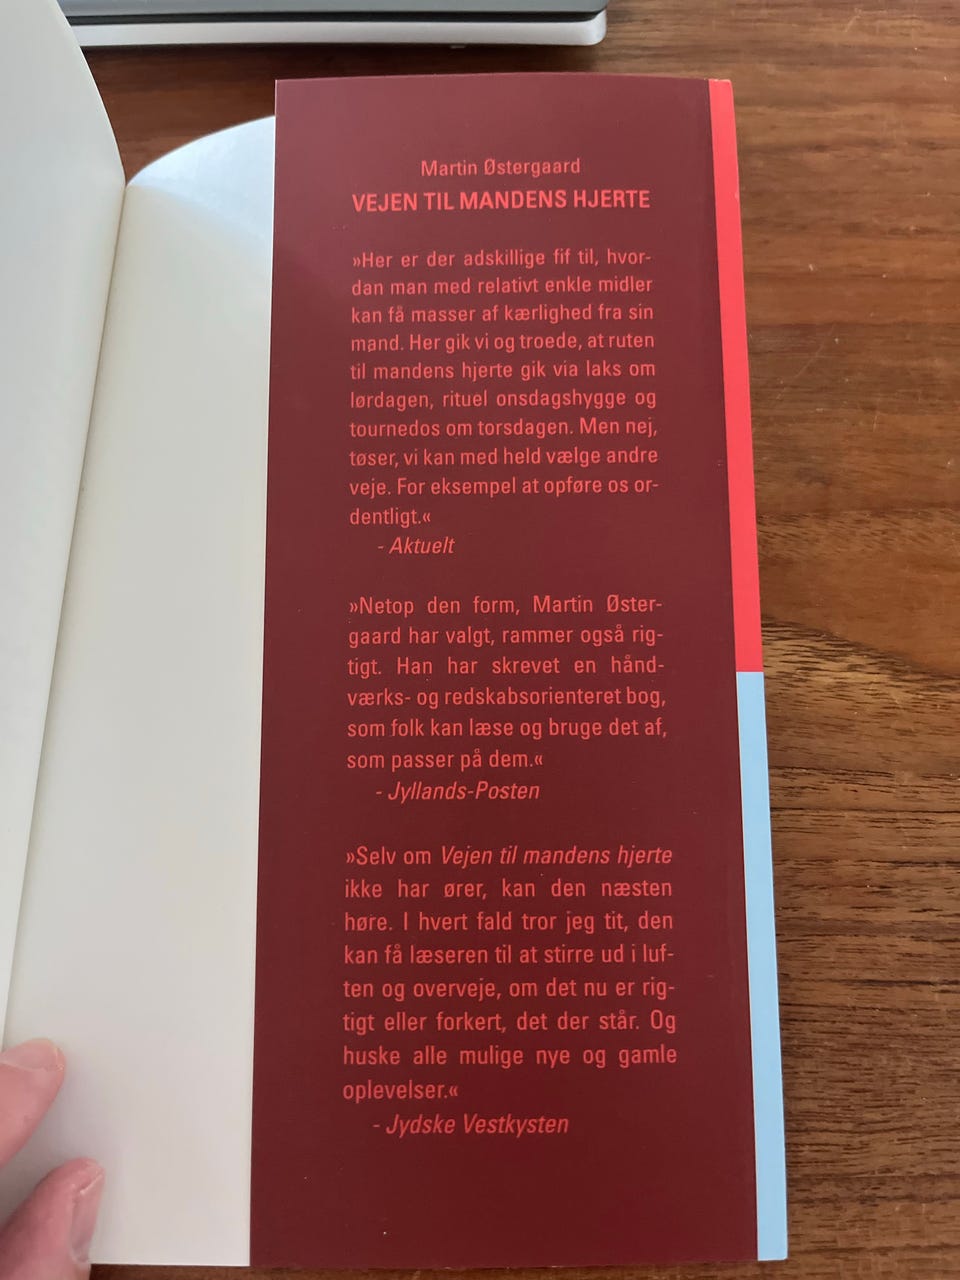 Martin Østergaard
VEJEN TIL MANDENS HJERTE
»Her er der adskillige fif til, hvor-
dan man med relativt enkle midler
kan få masser af kærlighed fra sin
mand. Her gik vi og troede, at ruten
til mandens hjerte gik via laks om
lørdagen, rituel onsdagshygge og
tournedos om torsdagen. Men nej,
tøser, vi kan med held vælge andre
veje. For eksempel at opføre os or-
dentligt.«
- Aktuelt
»Netop den form, Martin Øster-
gaard har valgt, rammer også rig-
tigt. Han har skrevet en hånd-
værks- og redskabsorienteret bog,
som folk kan læse og bruge det af,
som passer på dem.«
- Jyllands-Posten
»Selv om Vejen til mandens hjerte
ikke har ører, kan den næsten
høre. I hvert fald tror jeg tit, den
kan få læseren til at stirre ud i luf-
ten og overveje, om det nu er rig-
tigt eller forkert, det der står. Og
huske alle mulige nye og gamle
oplevelser.«
- Jydske Vestkysten